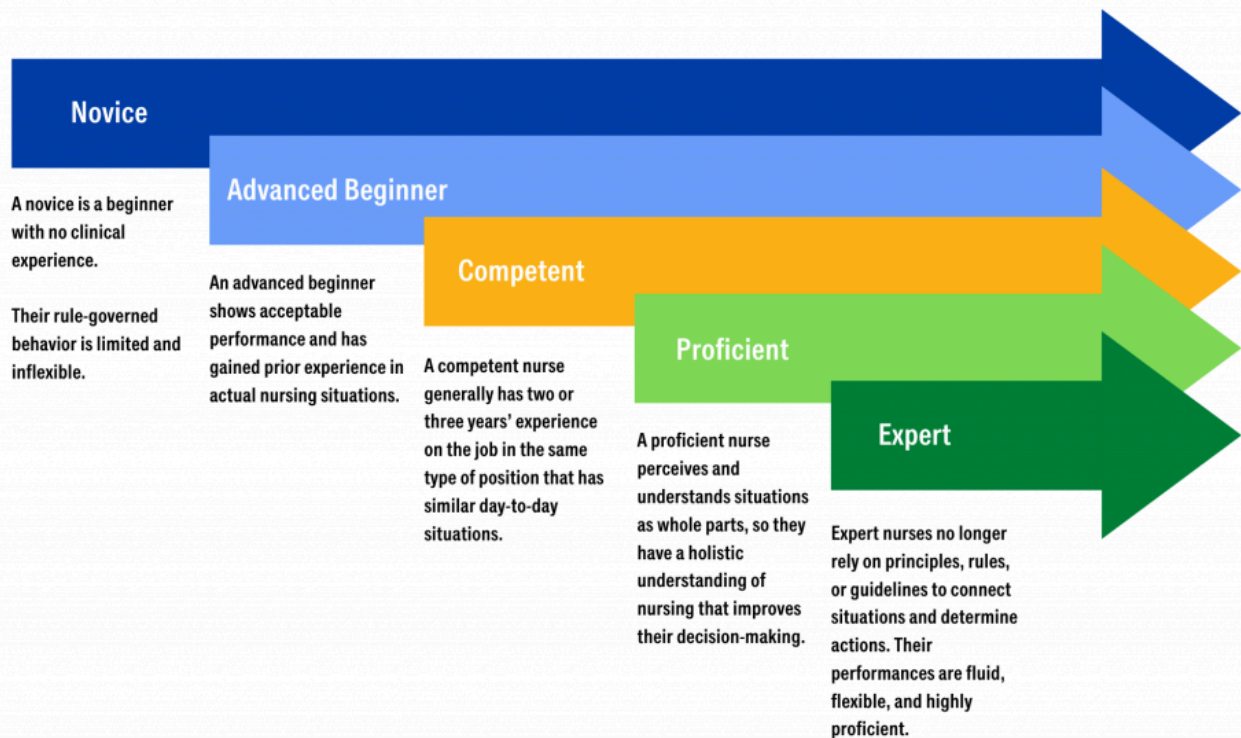 Novice
A novice is a beginner
with no clinical
experience.
Their rule-governed
behavior is limited and
inflexible.
Advanced Beginner
An advanced beginner
shows acceptable
performance and has
gained prior experience in
actual nursing situations.
Competent
A competent nurse
generally has two or
three years’ experience
on the job in the same
type of position that has
similar day-to-day
situations.
Proficient
A proficient nurse
perceives and
understands situations
as whole parts, so they
have a holistic
understanding of
nursing that improves
their decision-making.
Expert
Expert nurses no longer
rely on principles, rules,
or guidelines to connect
situations and determine
actions. Their
performances are fluid,
flexible, and highly
proficient.